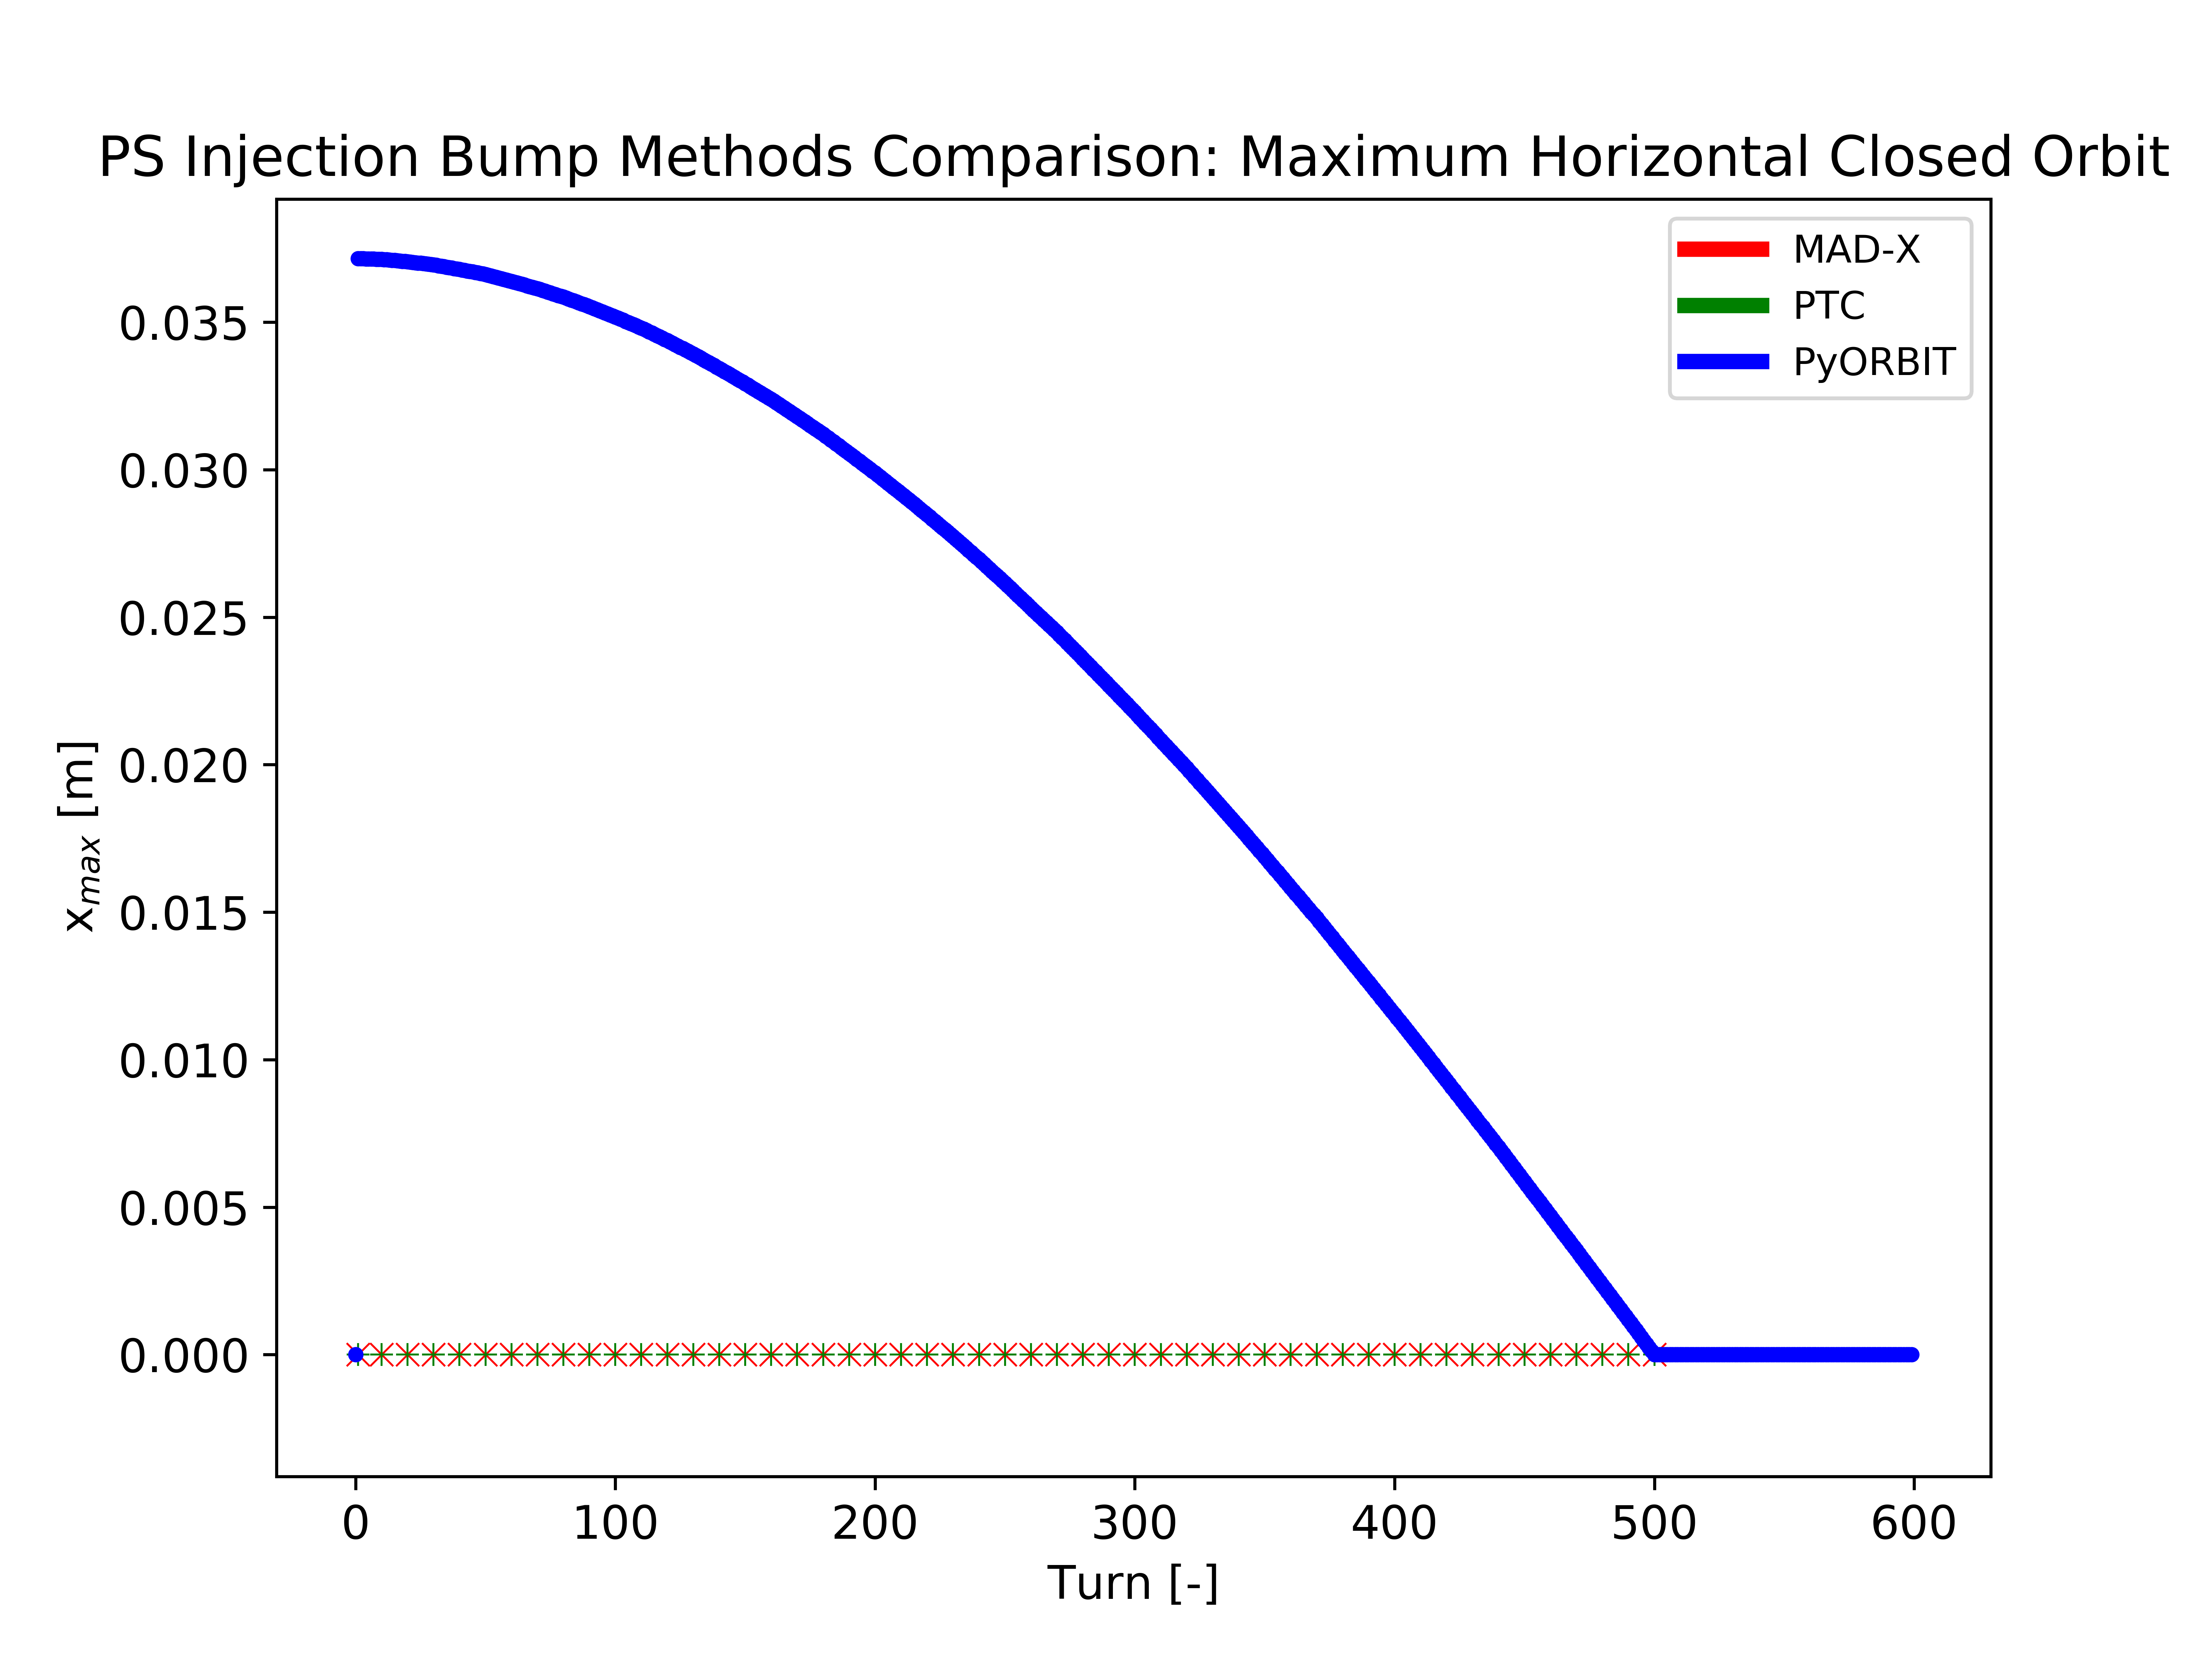 PS Injection Bump Methods Comparison: Maximum Horizontal Closed Orbit
MAD-X
PTC
PyORBIT
0.035
0.030
0.025
0.020
0.015
0.010
0.005
0.000
x_max [m]
0 100 200 300 400 500 600
Turn [-]